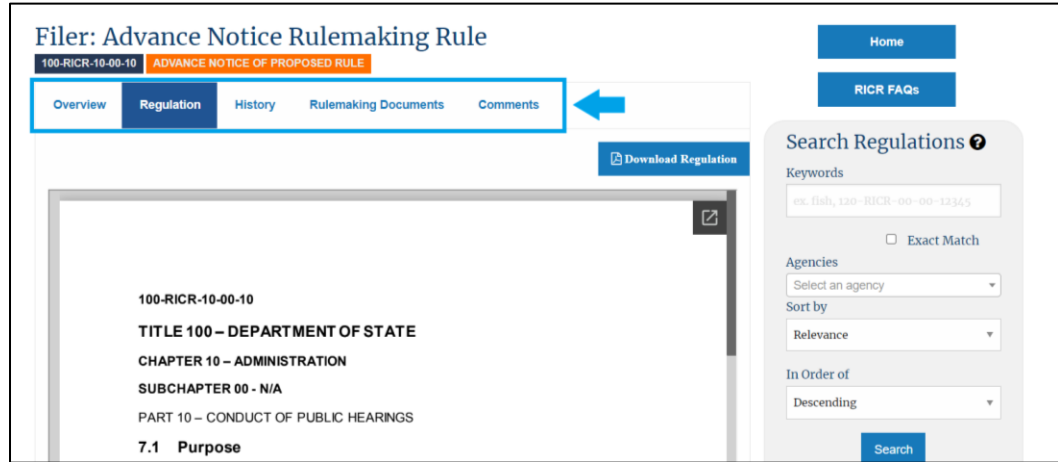 Filer: Advance Notice Rulemaking Rule
100-RICR-10-00-10 ADVANCE NOTICE OF PROPOSED RULE
Overview Regulation History Rulemaking Documents Comments
Download Regulation
100-RICR-10-00-10
TITLE 100 – DEPARTMENT OF STATE
CHAPTER 10 – ADMINISTRATION
SUBCHAPTER 00 - N/A
PART 10 – CONDUCT OF PUBLIC HEARINGS
7.1 Purpose
Home
RICR FAQs
Search Regulations ?
Keywords
ex. fish, 120-RICR-00-00-12345
Exact Match
Agencies
Select an agency
Sort by
Relevance
In Order of
Descending
Search